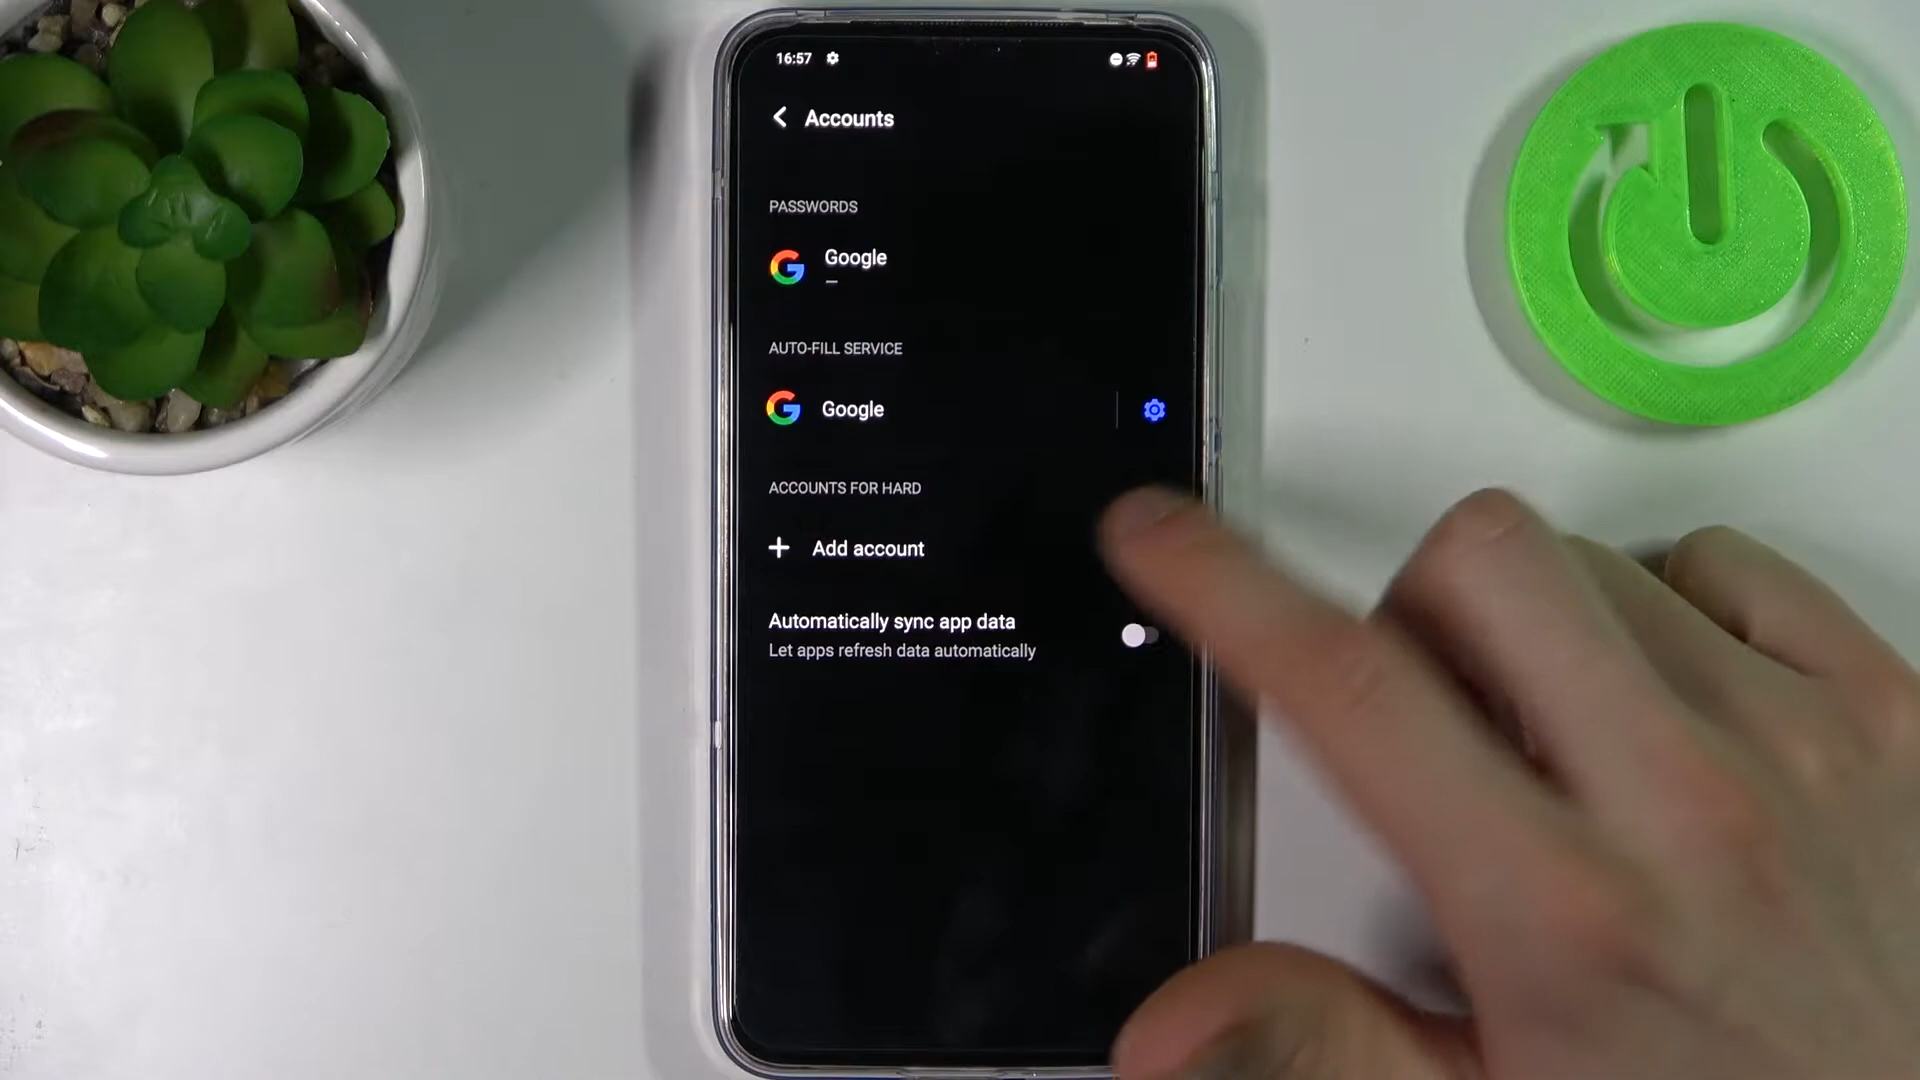 16:57
Accounts
PASSWORDS
Google
–
AUTO-FILL SERVICE
Google
ACCOUNTS FOR HARD
Add account
Automatically sync app data
Let apps refresh data automatically